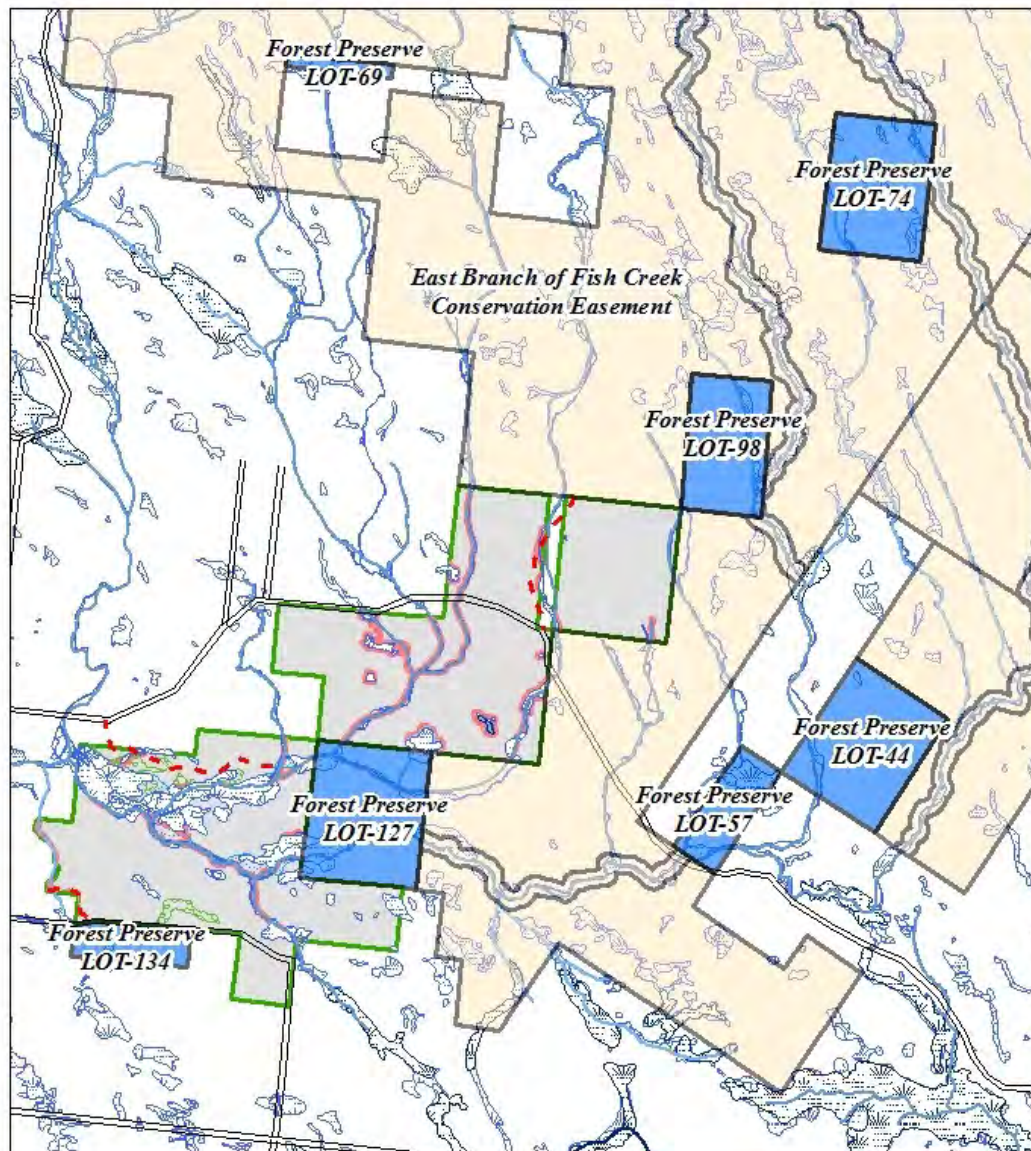 Forest Preserve
LOT-69
Forest Preserve
LOT-74
East Branch of Fish Creek
Conservation Easement
Forest Preserve
LOT-98
Forest Preserve
LOT-44
Forest Preserve
LOT-57
Forest Preserve
LOT-127
Forest Preserve
LOT-134